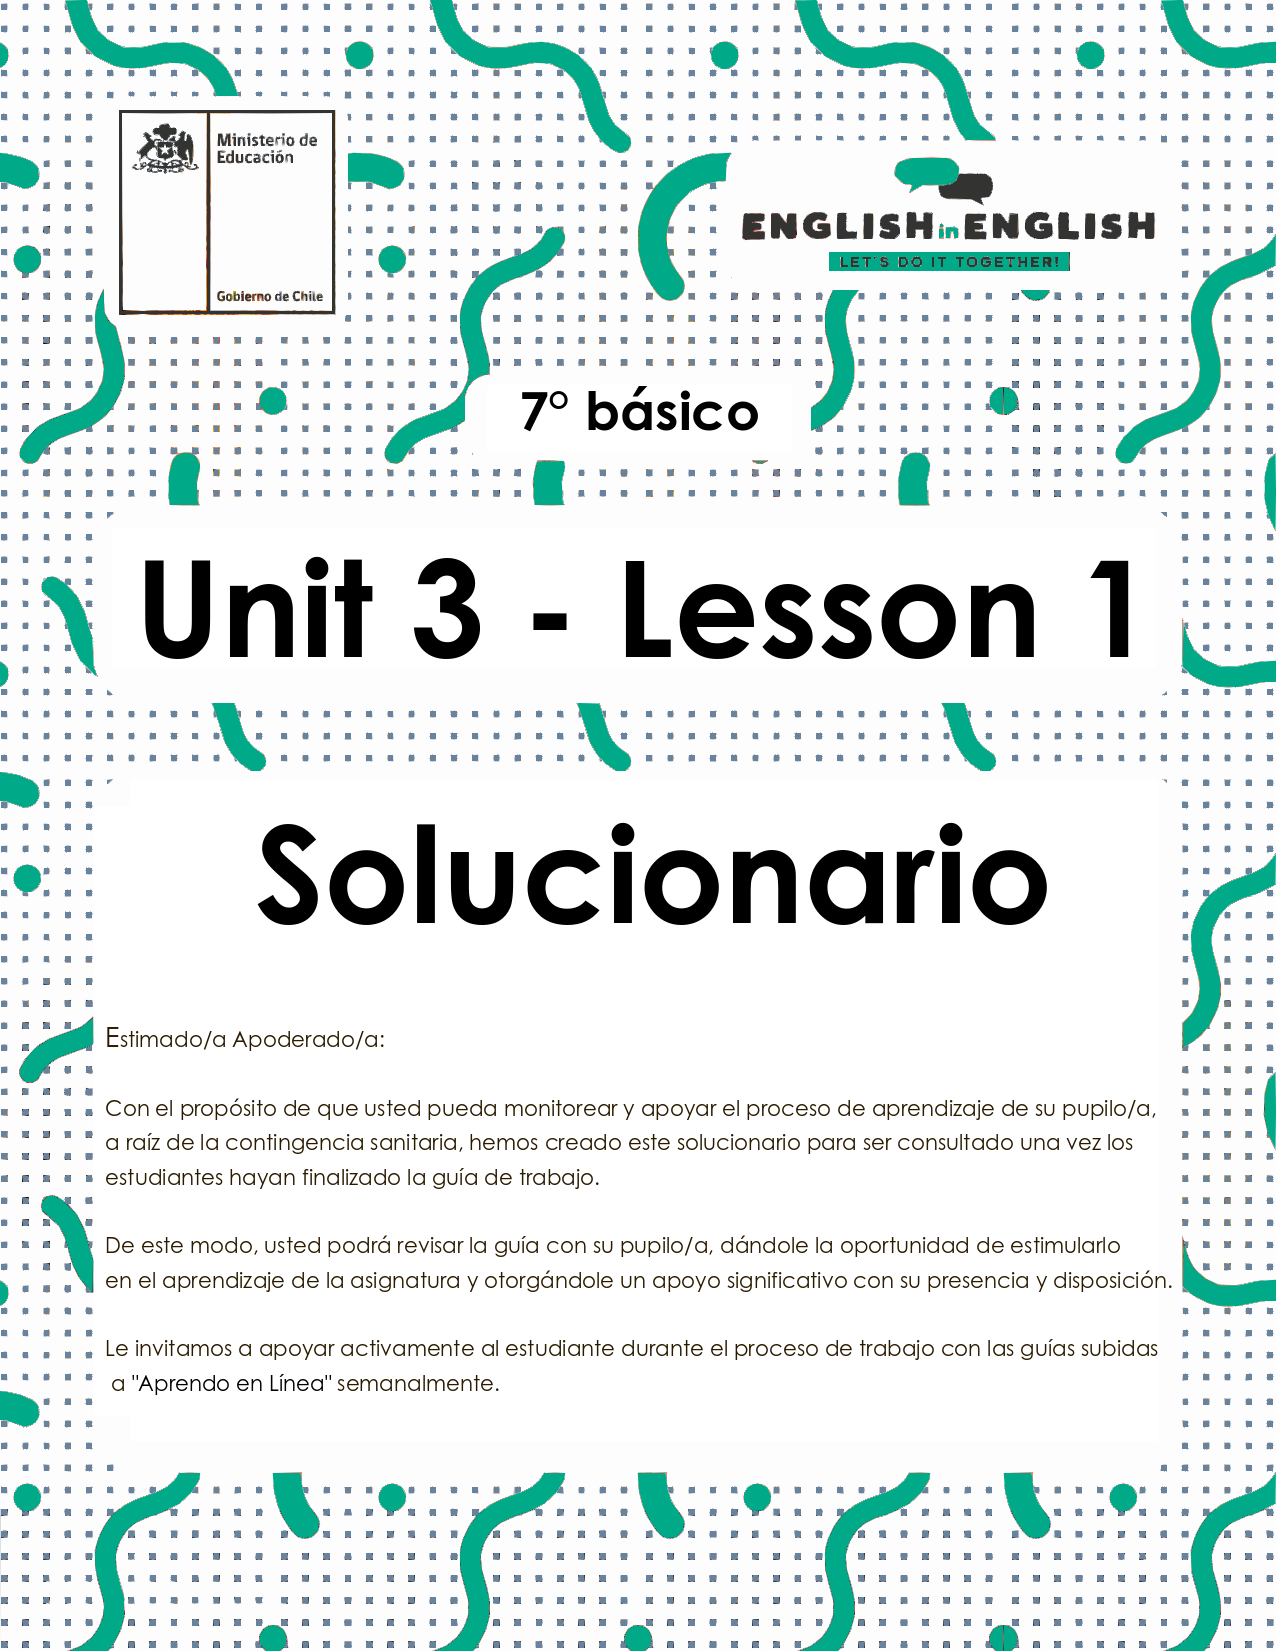 Ministerio de
Educación
Gobierno de Chile
ENGLISH in ENGLISH
LET'S DO IT TOGETHER!
7° básico
Unit 3 - Lesson 1
Solucionario
Estimado/a Apoderado/a:
Con el propósito de que usted pueda monitorear y apoyar el proceso de aprendizaje de su pupilo/a,
a raíz de la contingencia sanitaria, hemos creado este solucionario para ser consultado una vez los
estudiantes hayan finalizado la guía de trabajo.
De este modo, usted podrá revisar la guía con su pupilo/a, dándole la oportunidad de estimularlo
en el aprendizaje de la asignatura y otorgándole un apoyo significativo con su presencia y disposición.
Le invitamos a apoyar activamente al estudiante durante el proceso de trabajo con las guías subidas
a "Aprendo en Línea" semanalmente.